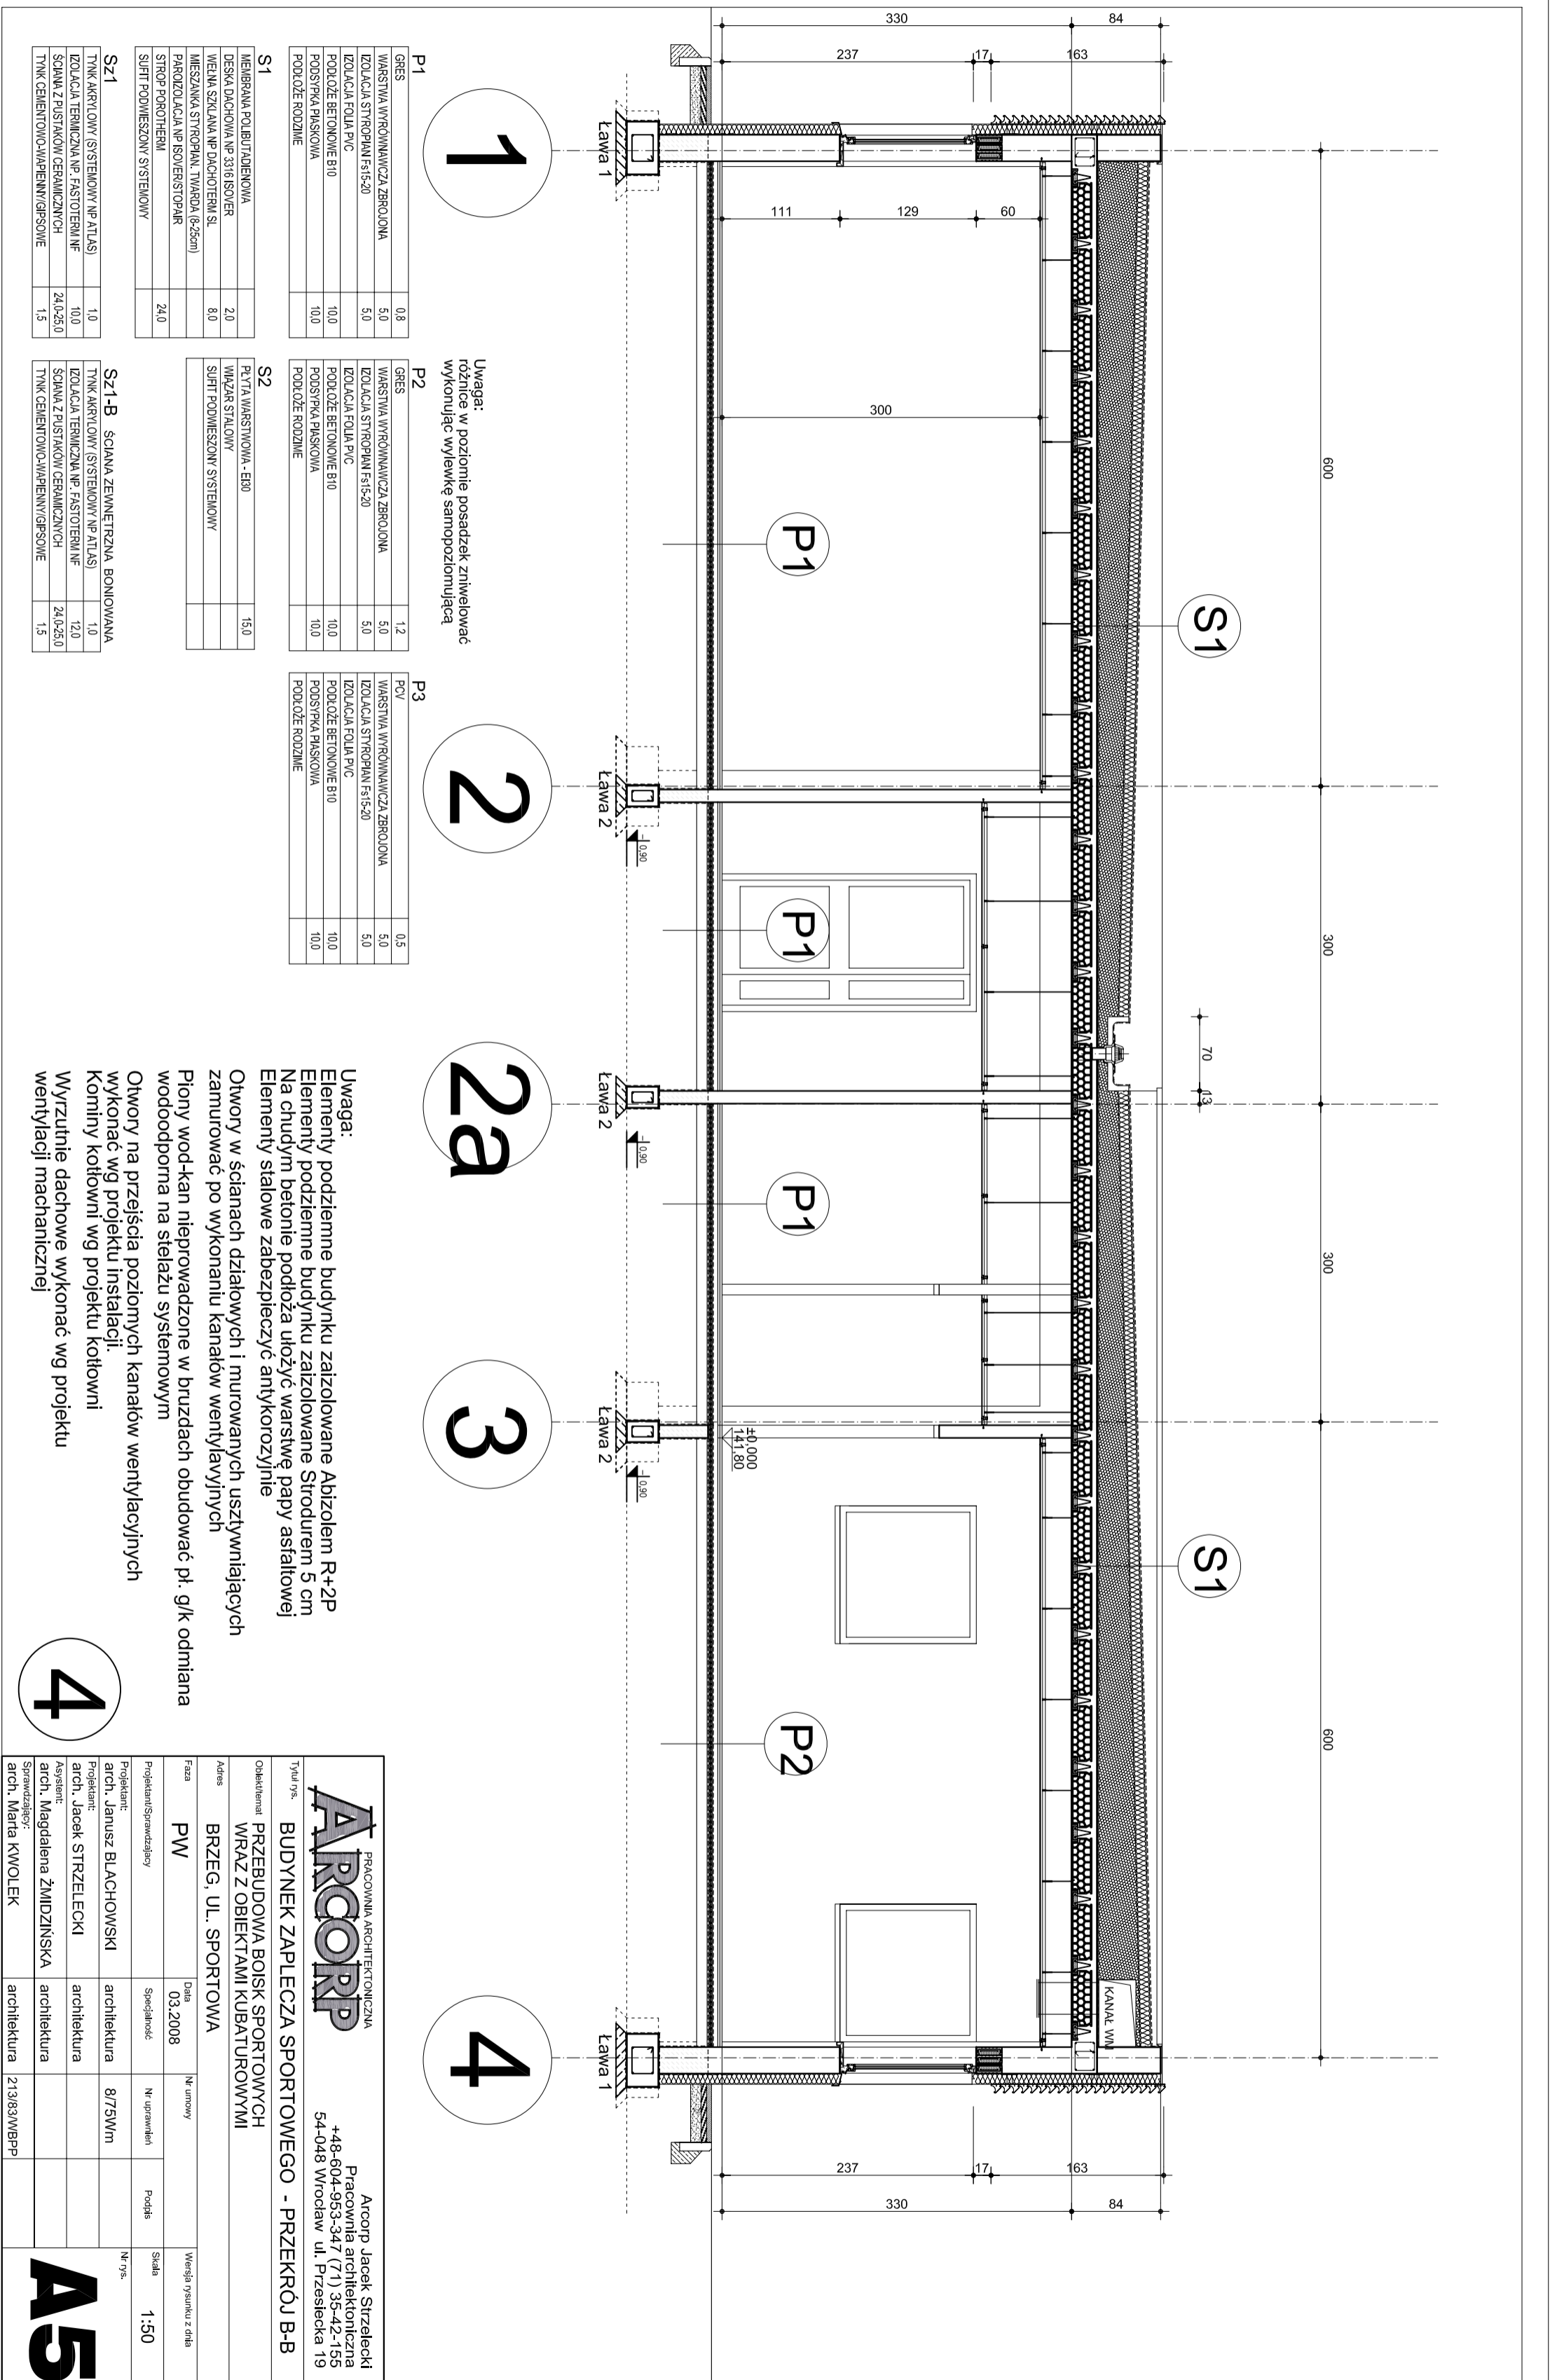 330
84
237
17
163
111
129
60
300
600
300
70
13
300
600
S1
S1
P1
P1
P1
P2
KANAŁ WM
±0,000
141,80
-0,90
-0,90
-0,90
237
17
163
330
84
Ława 1
Ława 2
Ława 2
Ława 2
Ława 1
1
2
2a
3
4
Uwaga:
różnice w poziomie posadzek zniwelować
wykonując wylewkę samopoziomującą
P1
GRES 0,8
WARSTWA WYRÓWNAWCZA ZBROJONA 5,0
IZOLACJA STYROPIAN Fs15-20 5,0
IZOLACJA FOLIA PVC
PODŁOŻE BETONOWE B10 10,0
PODSYPKA PIASKOWA 10,0
PODŁOŻE RODZIME
P2
GRES 1,2
WARSTWA WYRÓWNAWCZA ZBROJONA 5,0
IZOLACJA STYROPIAN Fs15-20 5,0
IZOLACJA FOLIA PVC
PODŁOŻE BETONOWE B10 10,0
PODSYPKA PIASKOWA 10,0
PODŁOŻE RODZIME
P3
PCV 0,5
WARSTWA WYRÓWNAWCZA ZBROJONA 5,0
IZOLACJA STYROPIAN Fs15-20 5,0
IZOLACJA FOLIA PVC
PODŁOŻE BETONOWE B10 10,0
PODSYPKA PIASKOWA 10,0
PODŁOŻE RODZIME
S1
MEMBRANA POLIBUTADIENOWA
DESKA DACHOWA NP 3316 ISOVER 2,0
WEŁNA SZKLANA NP DACHOTERM SL 8,0
MIESZANKA STYROPIAN. TWARDA (8-25cm)
PAROIZOLACJA NP ISOVER/STOPAIR
STROP POROTHERM 24,0
SUFIT PODWIESZONY SYSTEMOWY
S2
PŁYTA WARSTWOWA - EI30 15,0
WIĄZAR STALOWY
SUFIT PODWIESZONY SYSTEMOWY
Sz1
TYNK AKRYLOWY (SYSTEMOWY NP ATLAS) 1,0
IZOLACJA TERMICZNA NP. FASTOTERM NF 10,0
ŚCIANA Z PUSTAKÓW CERAMICZNYCH 24,0-25,0
TYNK CEMENTOWO-WAPIENNY/GIPSOWE 1,5
Sz1-B ŚCIANA ZEWNĘTRZNA BONIOWANA
TYNK AKRYLOWY (SYSTEMOWY NP ATLAS) 1,0
IZOLACJA TERMICZNA NP. FASTOTERM NF 12,0
ŚCIANA Z PUSTAKÓW CERAMICZNYCH 24,0-25,0
TYNK CEMENTOWO-WAPIENNY/GIPSOWE 1,5
Uwaga:
Elementy podziemne budynku zaizolowane Abizolem R+2P
Elementy podziemne budynku zaizolowane Strodurem 5 cm
Na chudym betonie podłoża ułożyć warstwę papy asfaltowej
Elementy stalowe zabezpieczyć antykorozyjnie
Otwory w ścianach działowych i murowanych usztywniających
zamurować po wykonaniu kanałów wentylavyjnych
Piony wod-kan nieprowadzone w bruzdach obudować pł. g/k odmiana
wodoodporna na stelażu systemowym
Otwory na przejścia poziomych kanałów wentylacyjnych
wykonać wg projektu instalacji.
Kominy kotłowni wg projektu kotłowni
Wyrzutnie dachowe wykonać wg projektu
wentylacji machanicznej
4
PRACOWNIA ARCHITEKTONICZNA
ARCORP
Arcorp Jacek Strzelecki
Pracownia architektoniczna
+48-604-953-347 (71) 35-42-155
54-048 Wrocław ul. Przesiecka 19
Tytuł rys. BUDYNEK ZAPLECZA SPORTOWEGO - PRZEKRÓJ B-B
Obiekt/temat PRZEBUDOWA BOISK SPORTOWYCH
WRAZ Z OBIEKTAMI KUBATUROWYMI
Adres BRZEG, UL. SPORTOWA
Faza PW Data 03.2008 Nr umowy Wersja rysunku z dnia
Projektant/Sprawdzający Specjalność Nr uprawnień Podpis Skala 1:50
Projektant:
arch. Janusz BLACHOWSKI architektura 8/75Wm Nr rys.
Projektant:
arch. Jacek STRZELECKI architektura
Asystent:
arch. Magdalena ŻMIDZIŃSKA architektura
Sprawdzający:
arch. Marta KWOLEK architektura 213/83/WBPP
A5